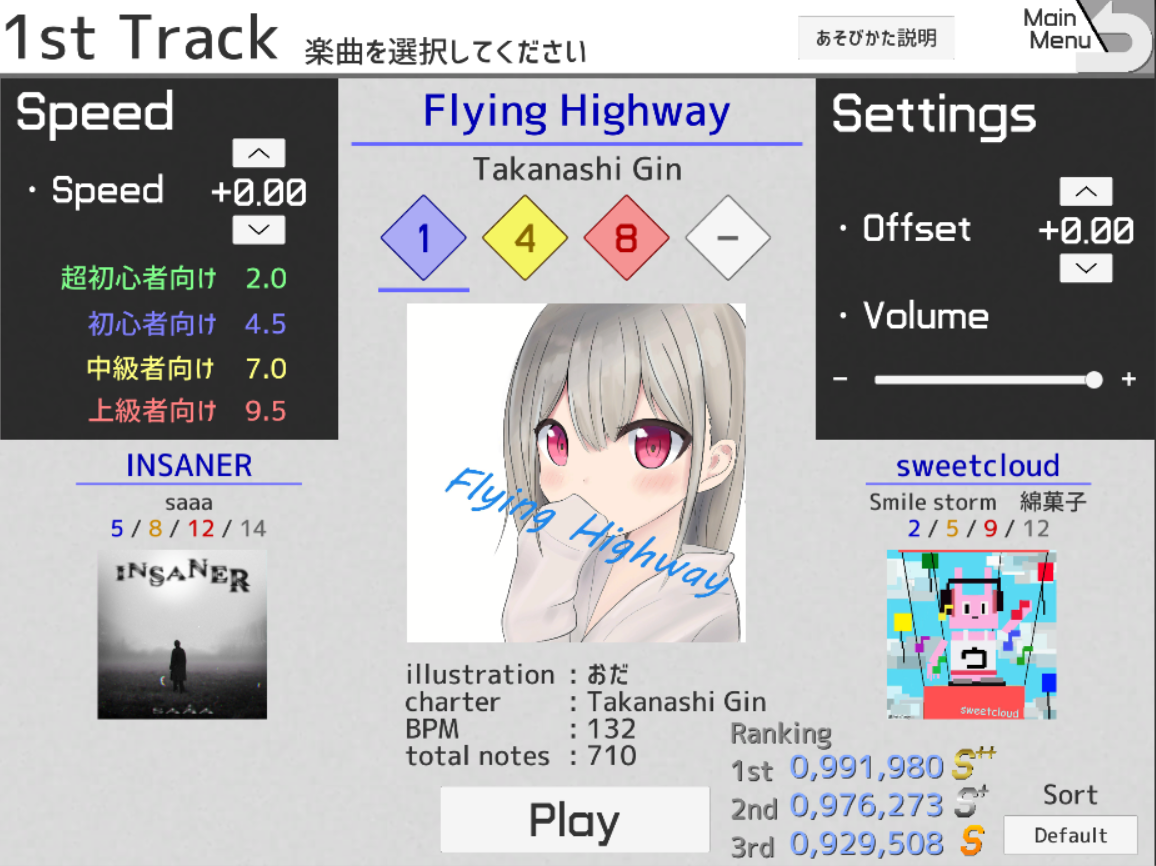 1st Track 楽曲を選択してください
あそびかた説明
Main
Menu
Speed
・Speed +0.00
超初心者向け 2.0
初心者向け 4.5
中級者向け 7.0
上級者向け 9.5
Flying Highway
Takanashi Gin
1 4 8 –
Flying Highway
illustration : おだ
charter : Takanashi Gin
BPM : 132
total notes : 710
Play
Settings
・Offset +0.00
・Volume
– +
INSANER
saaa
5 / 8 / 12 / 14
INSANER
saaa
sweetcloud
Smile storm 綿菓子
2 / 5 / 9 / 12
う
sweetcloud
Ranking
1st 0,991,980 S++
2nd 0,976,273 S+
3rd 0,929,508 S
Sort
Default